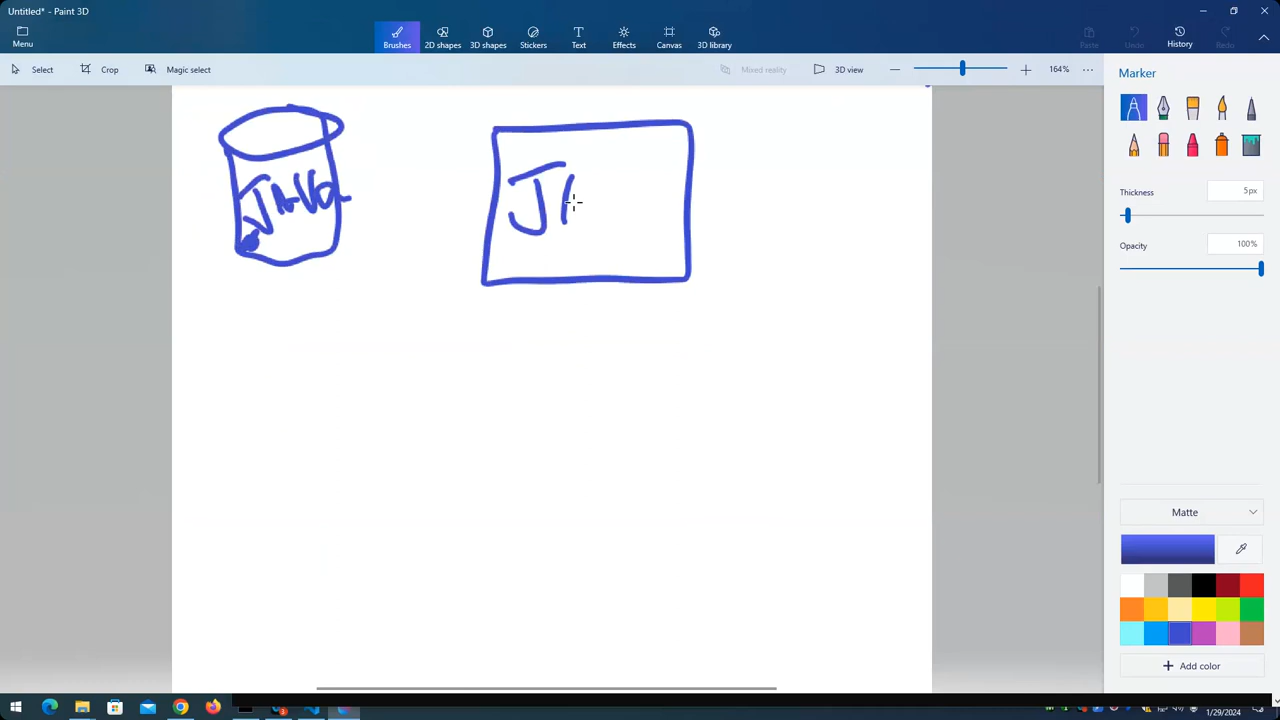 Untitled* - Paint 3D
Menu
Brushes
2D shapes
3D shapes
Stickers
Text
Effects
Canvas
3D library
Paste
Undo
History
Redo
Select
Crop
Magic select
Mixed reality
3D view
164%
Marker
Thickness
5px
Opacity
100%
Matte
Add color
Java
J
1/29/2024